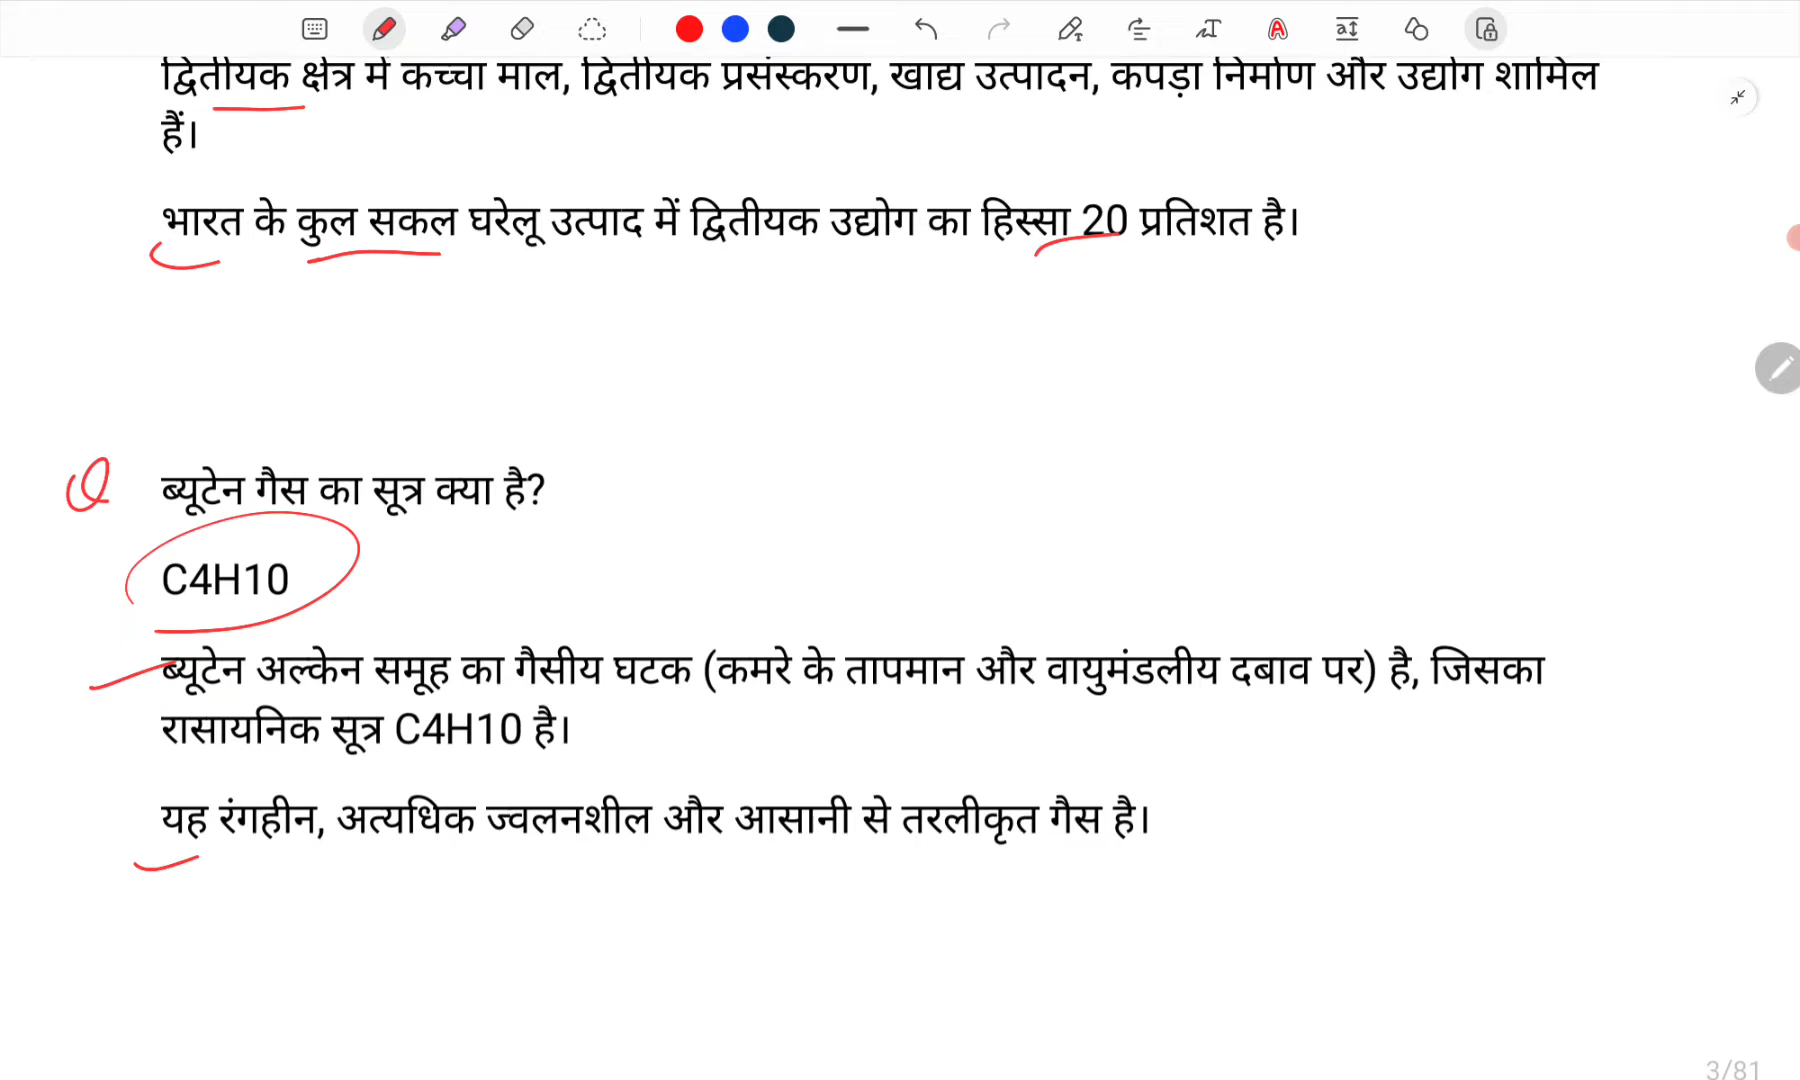 द्वितीयक क्षेत्र में कच्चा माल, द्वितीयक प्रसंस्करण, खाद्य उत्पादन, कपड़ा निर्माण और उद्योग शामिल
हैं।
भारत के कुल सकल घरेलू उत्पाद में द्वितीयक उद्योग का हिस्सा 20 प्रतिशत है।
Q ब्यूटेन गैस का सूत्र क्या है?
C4H10
ब्यूटेन अल्केन समूह का गैसीय घटक (कमरे के तापमान और वायुमंडलीय दबाव पर) है, जिसका
रासायनिक सूत्र C4H10 है।
यह रंगहीन, अत्यधिक ज्वलनशील और आसानी से तरलीकृत गैस है।
3/81